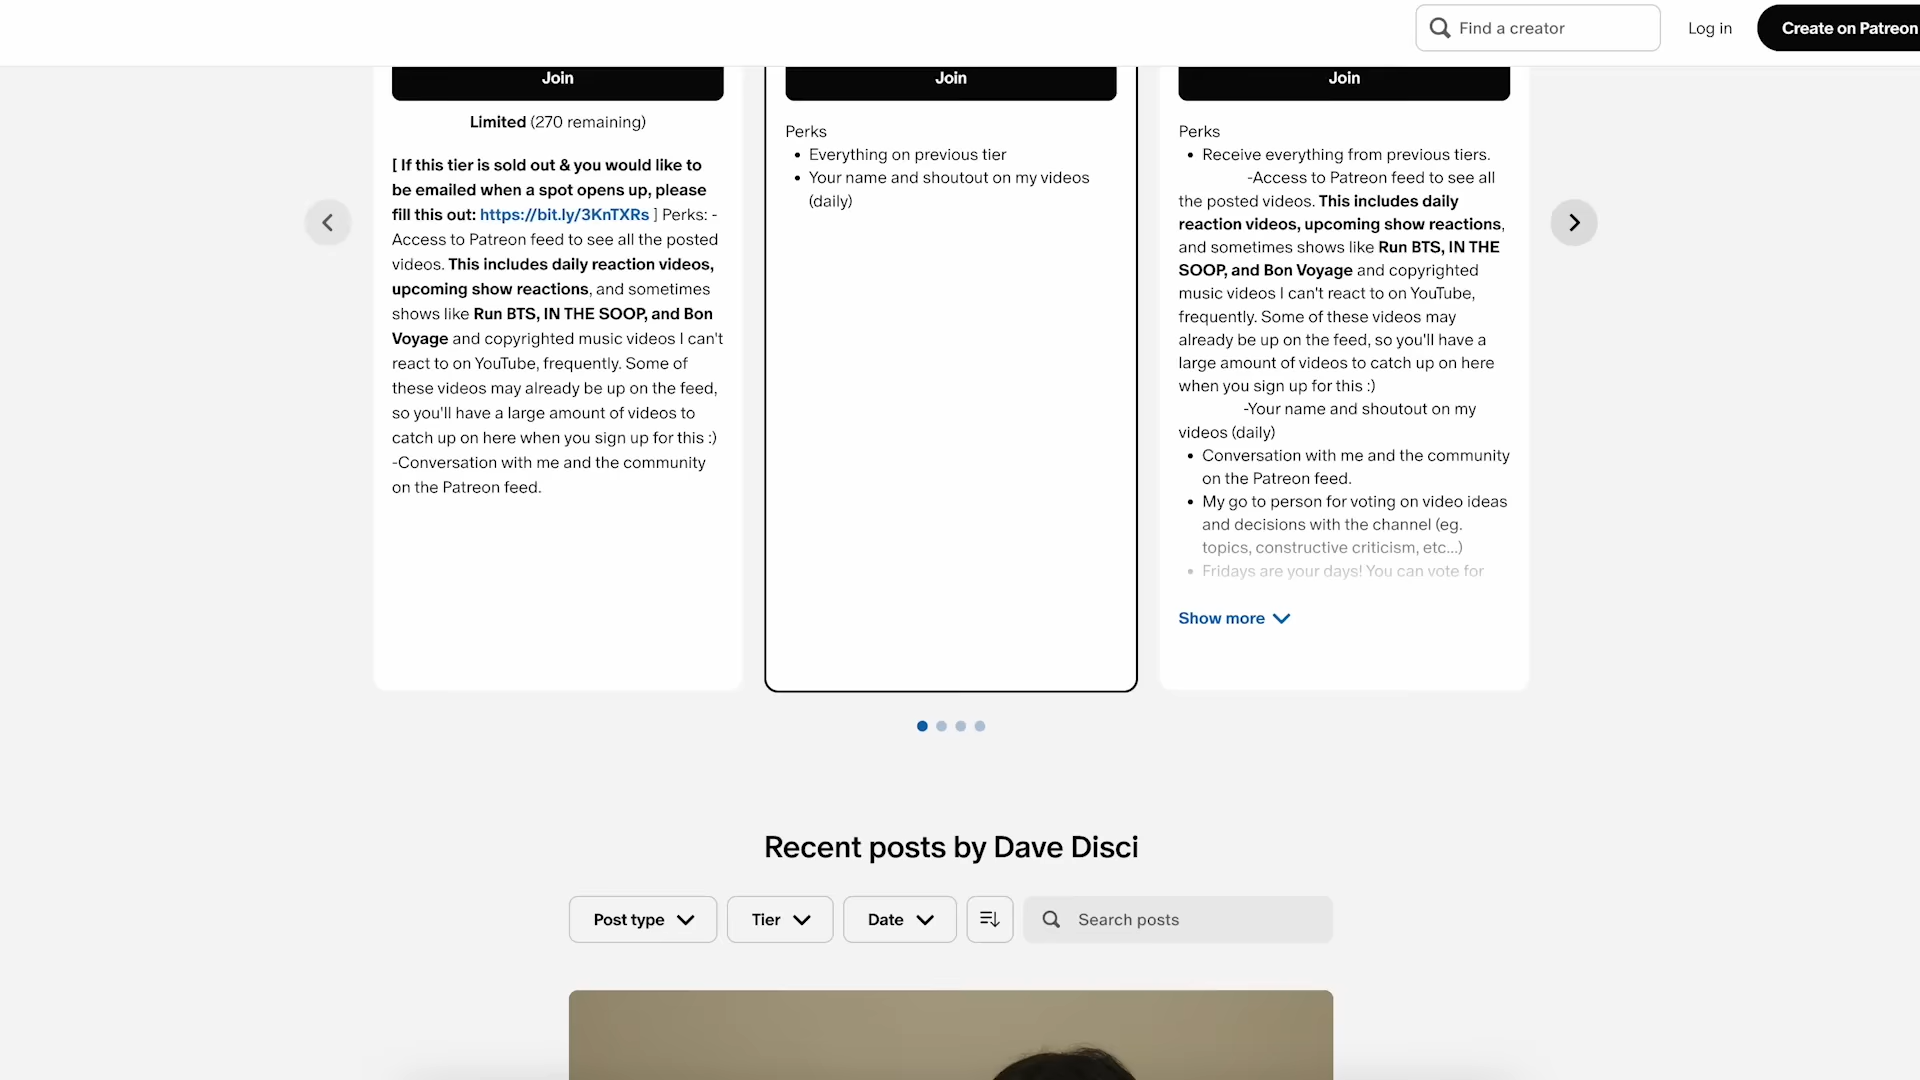 Find a creator
Log in
Create on Patreon
Join
Limited (270 remaining)
[ If this tier is sold out & you would like to
be emailed when a spot opens up, please
fill this out: https://bit.ly/3KnTXRs ] Perks: -
Access to Patreon feed to see all the posted
videos. This includes daily reaction videos,
upcoming show reactions, and sometimes
shows like Run BTS, IN THE SOOP, and Bon
Voyage and copyrighted music videos I can't
react to on YouTube, frequently. Some of
these videos may already be up on the feed,
so you'll have a large amount of videos to
catch up on here when you sign up for this :)
-Conversation with me and the community
on the Patreon feed.
Join
Perks
• Everything on previous tier
• Your name and shoutout on my videos
(daily)
Join
Perks
• Receive everything from previous tiers.
-Access to Patreon feed to see all
the posted videos. This includes daily
reaction videos, upcoming show reactions,
and sometimes shows like Run BTS, IN THE
SOOP, and Bon Voyage and copyrighted
music videos I can't react to on YouTube,
frequently. Some of these videos may
already be up on the feed, so you'll have a
large amount of videos to catch up on here
when you sign up for this :)
-Your name and shoutout on my
videos (daily)
• Conversation with me and the community
on the Patreon feed.
• My go to person for voting on video ideas
and decisions with the channel (eg.
topics, constructive criticism, etc...)
• Fridays are your days! You can vote for
Show more
Recent posts by Dave Disci
Post type
Tier
Date
Search posts